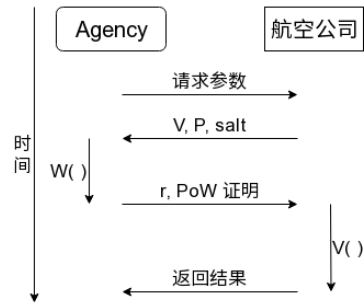 Agency
航空公司
请求参数
V, P, salt
时
间
W( )
r, PoW 证明
V( )
返回结果